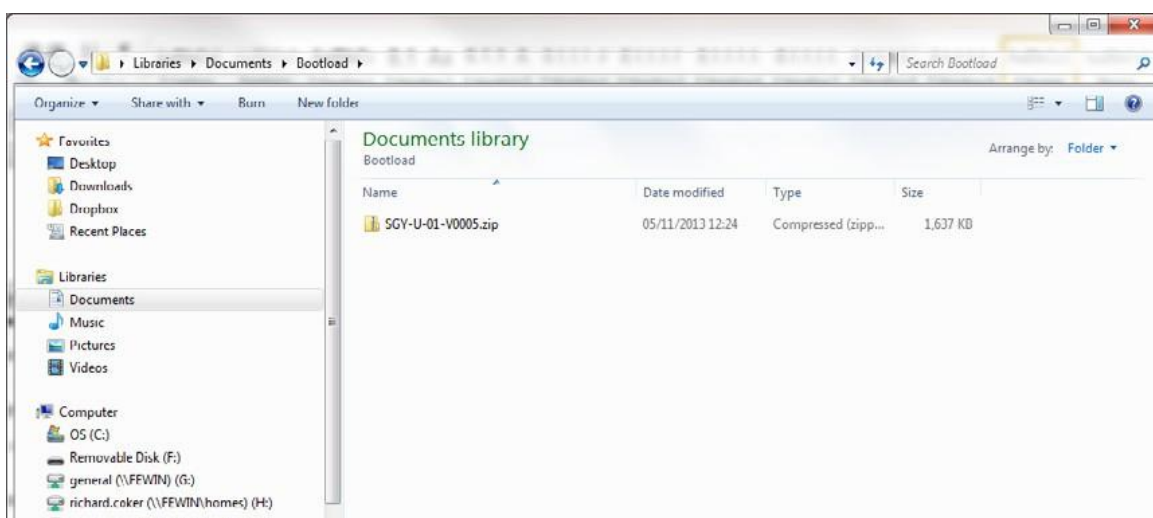 Libraries ▸ Documents ▸ Bootload ▸
Search Bootload
Organize ▾ Share with ▾ Burn New folder
Favorites
Desktop
Downloads
Dropbox
Recent Places
Libraries
Documents
Music
Pictures
Videos
Computer
OS (C:)
Removable Disk (F:)
general (\\FEWIN) (G:)
richard.coker (\\FEWIN\homes) (H:)
Documents library
Bootload
Arrange by: Folder ▾
Name Date modified Type Size
SGY-U-01-V0005.zip 05/11/2013 12:24 Compressed (zipp... 1,637 KB